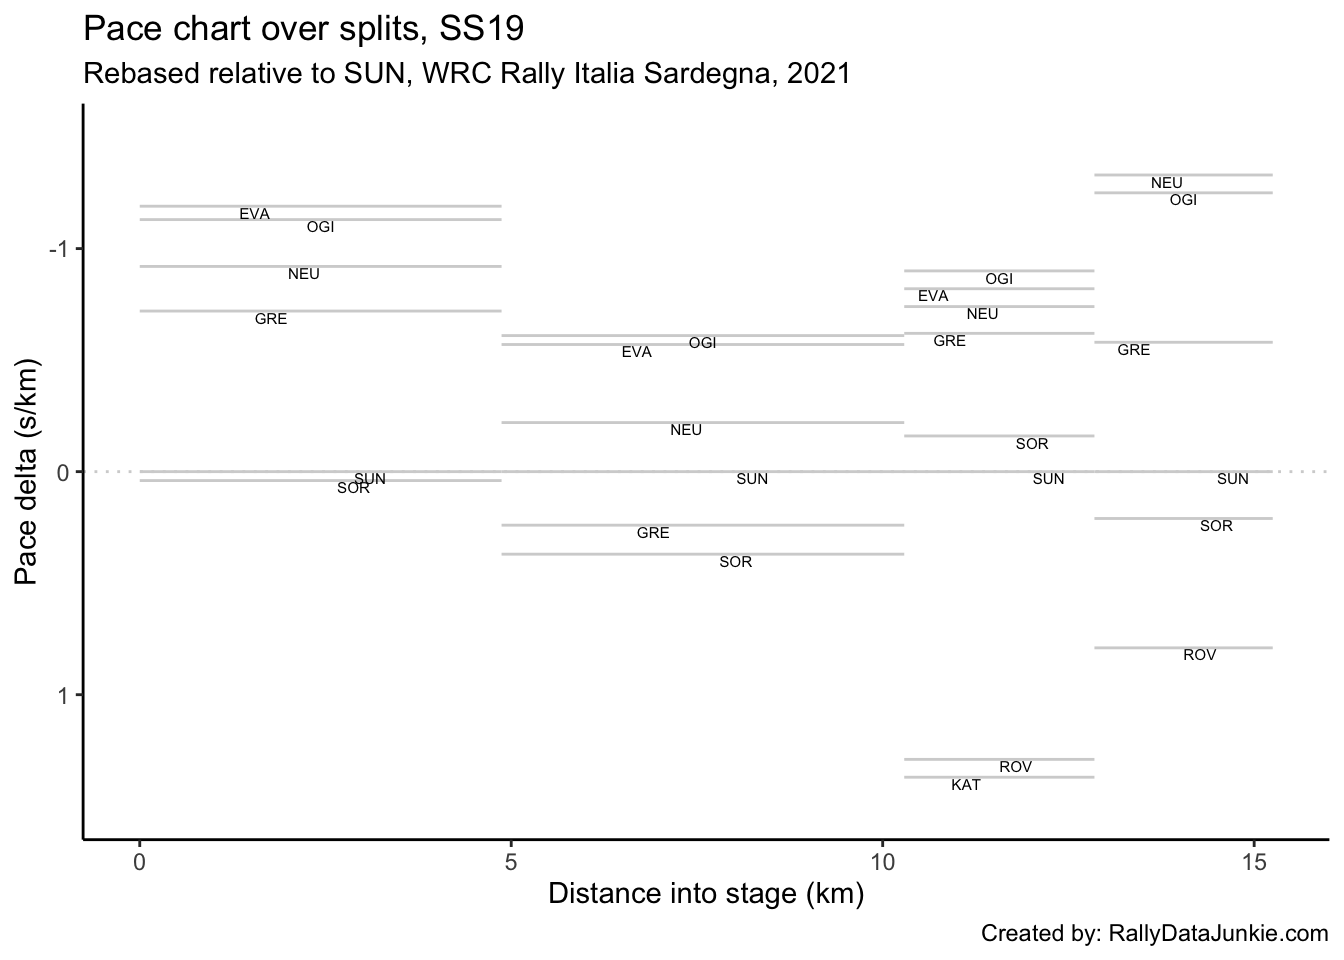 Pace chart over splits, SS19
Rebased relative to SUN, WRC Rally Italia Sardegna, 2021
NEU
OGI
EVA
OGI
-1
NEU
OGI
EVA
NEU
GRE
GRE
GRE
OGI
EVA
NEU
SOR
0
SUN
SUN
SUN
SUN
SOR
SOR
GRE
SOR
ROV
1
ROV
KAT
0
5
10
15
Pace delta (s/km)
Distance into stage (km)
Created by: RallyDataJunkie.com